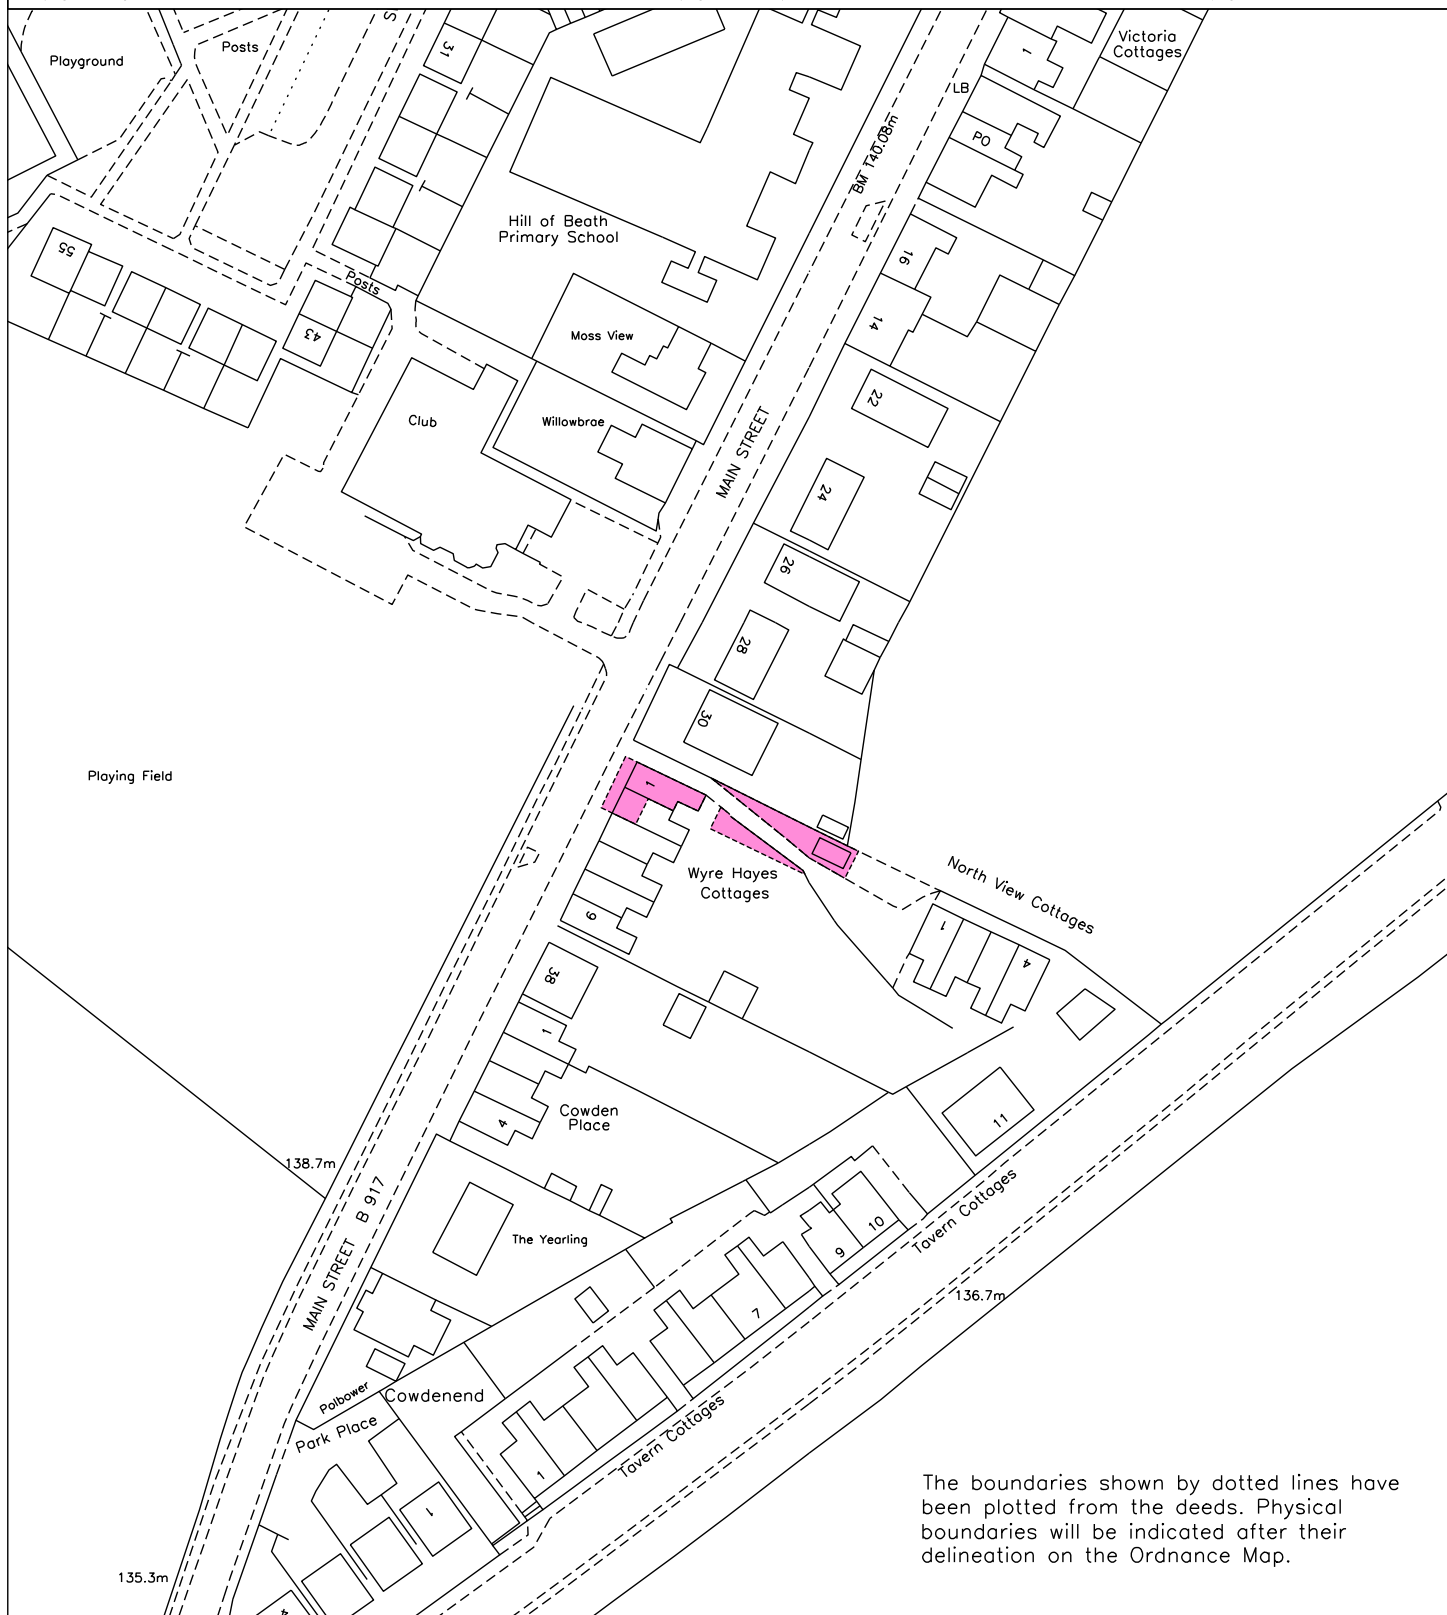 Playground
Posts
S
31
1
Victoria
Cottages
LB
PO
BM 140.08m
Hill of Beath
Primary School
55
16
Posts
14
43
Moss View
22
Club
Willowbrae
MAIN STREET
24
26
28
30
Playing Field
1
Wyre Hayes
Cottages
North View Cottages
6
1
4
38
1
Cowden
Place
4
11
138.7m
MAIN STREET B 917
The Yearling
Tavern Cottages
10
9
136.7m
7
Polbower
Cowdenend
Park Place
Tavern Cottages
1
1
The boundaries shown by dotted lines have
been plotted from the deeds. Physical
boundaries will be indicated after their
delineation on the Ordnance Map.
135.3m
4